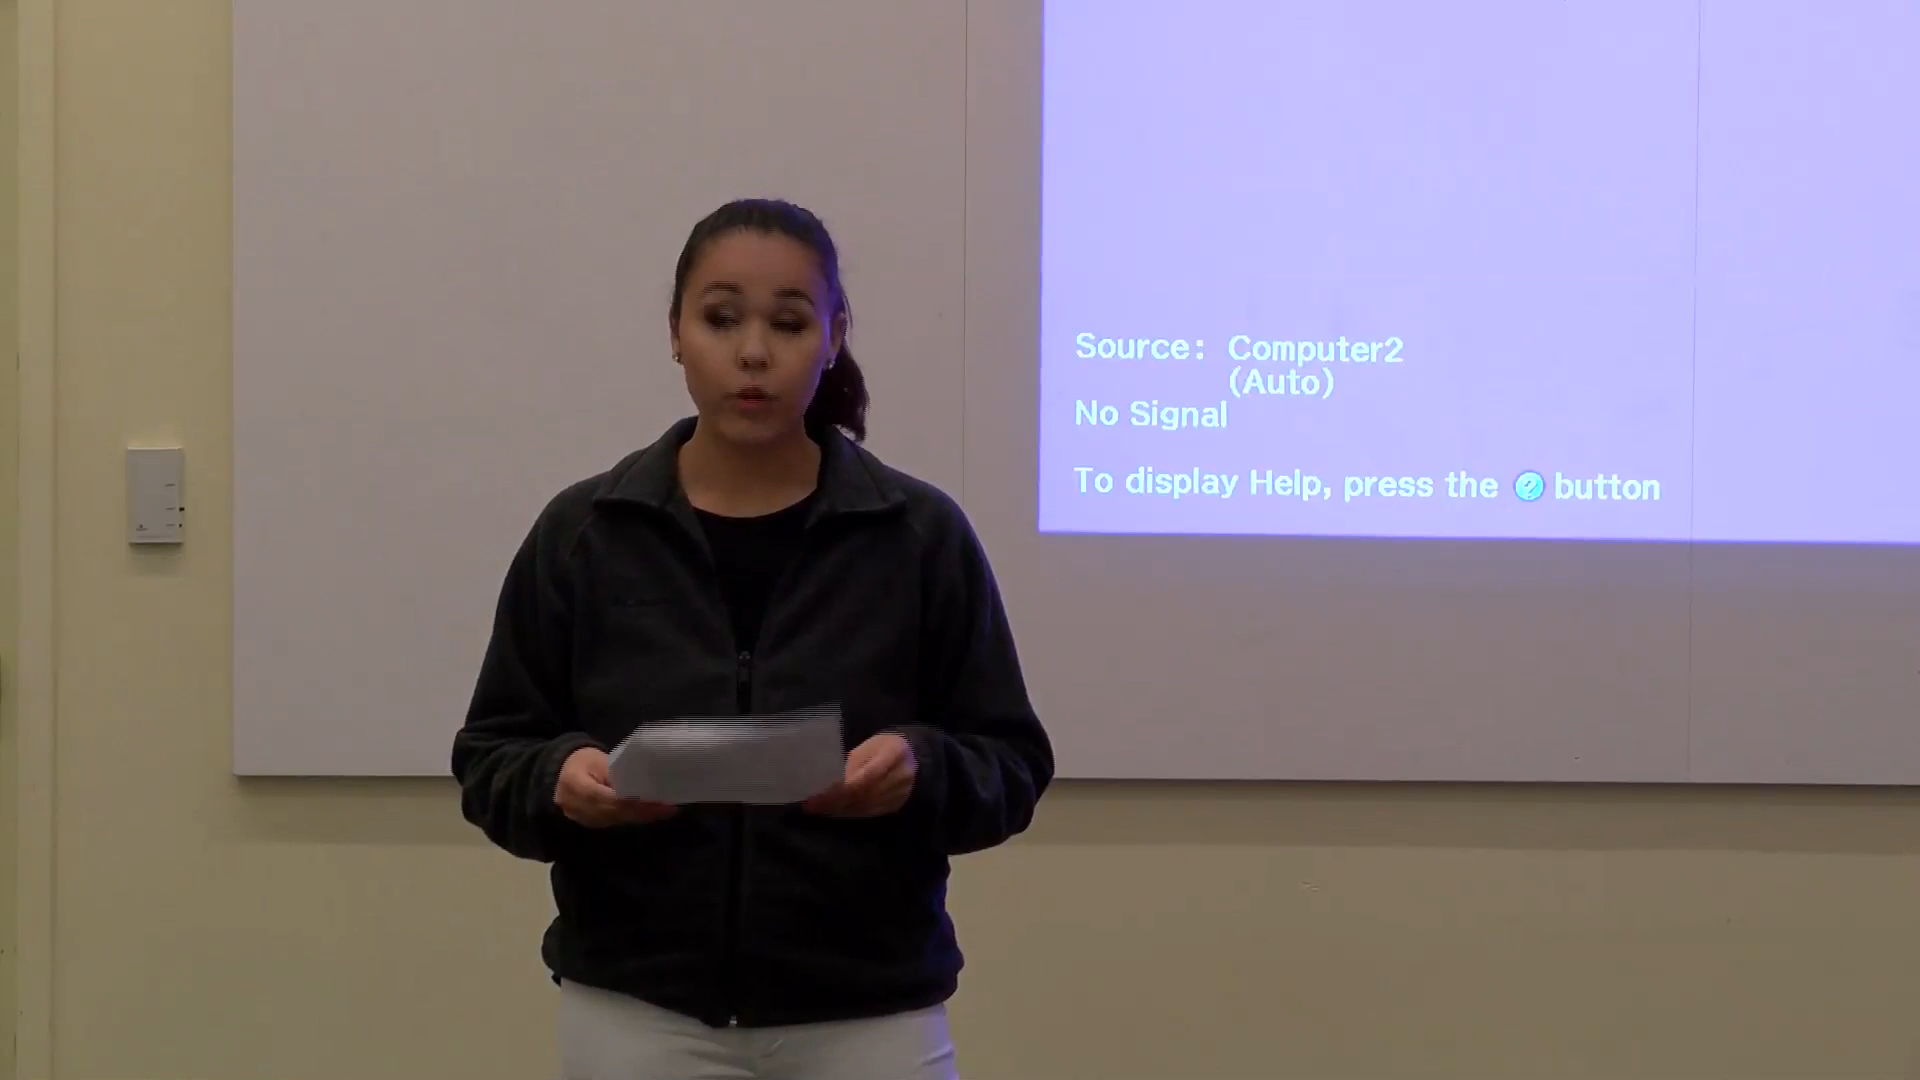 Source: Computer2
(Auto)
No Signal
To display Help, press the ? button